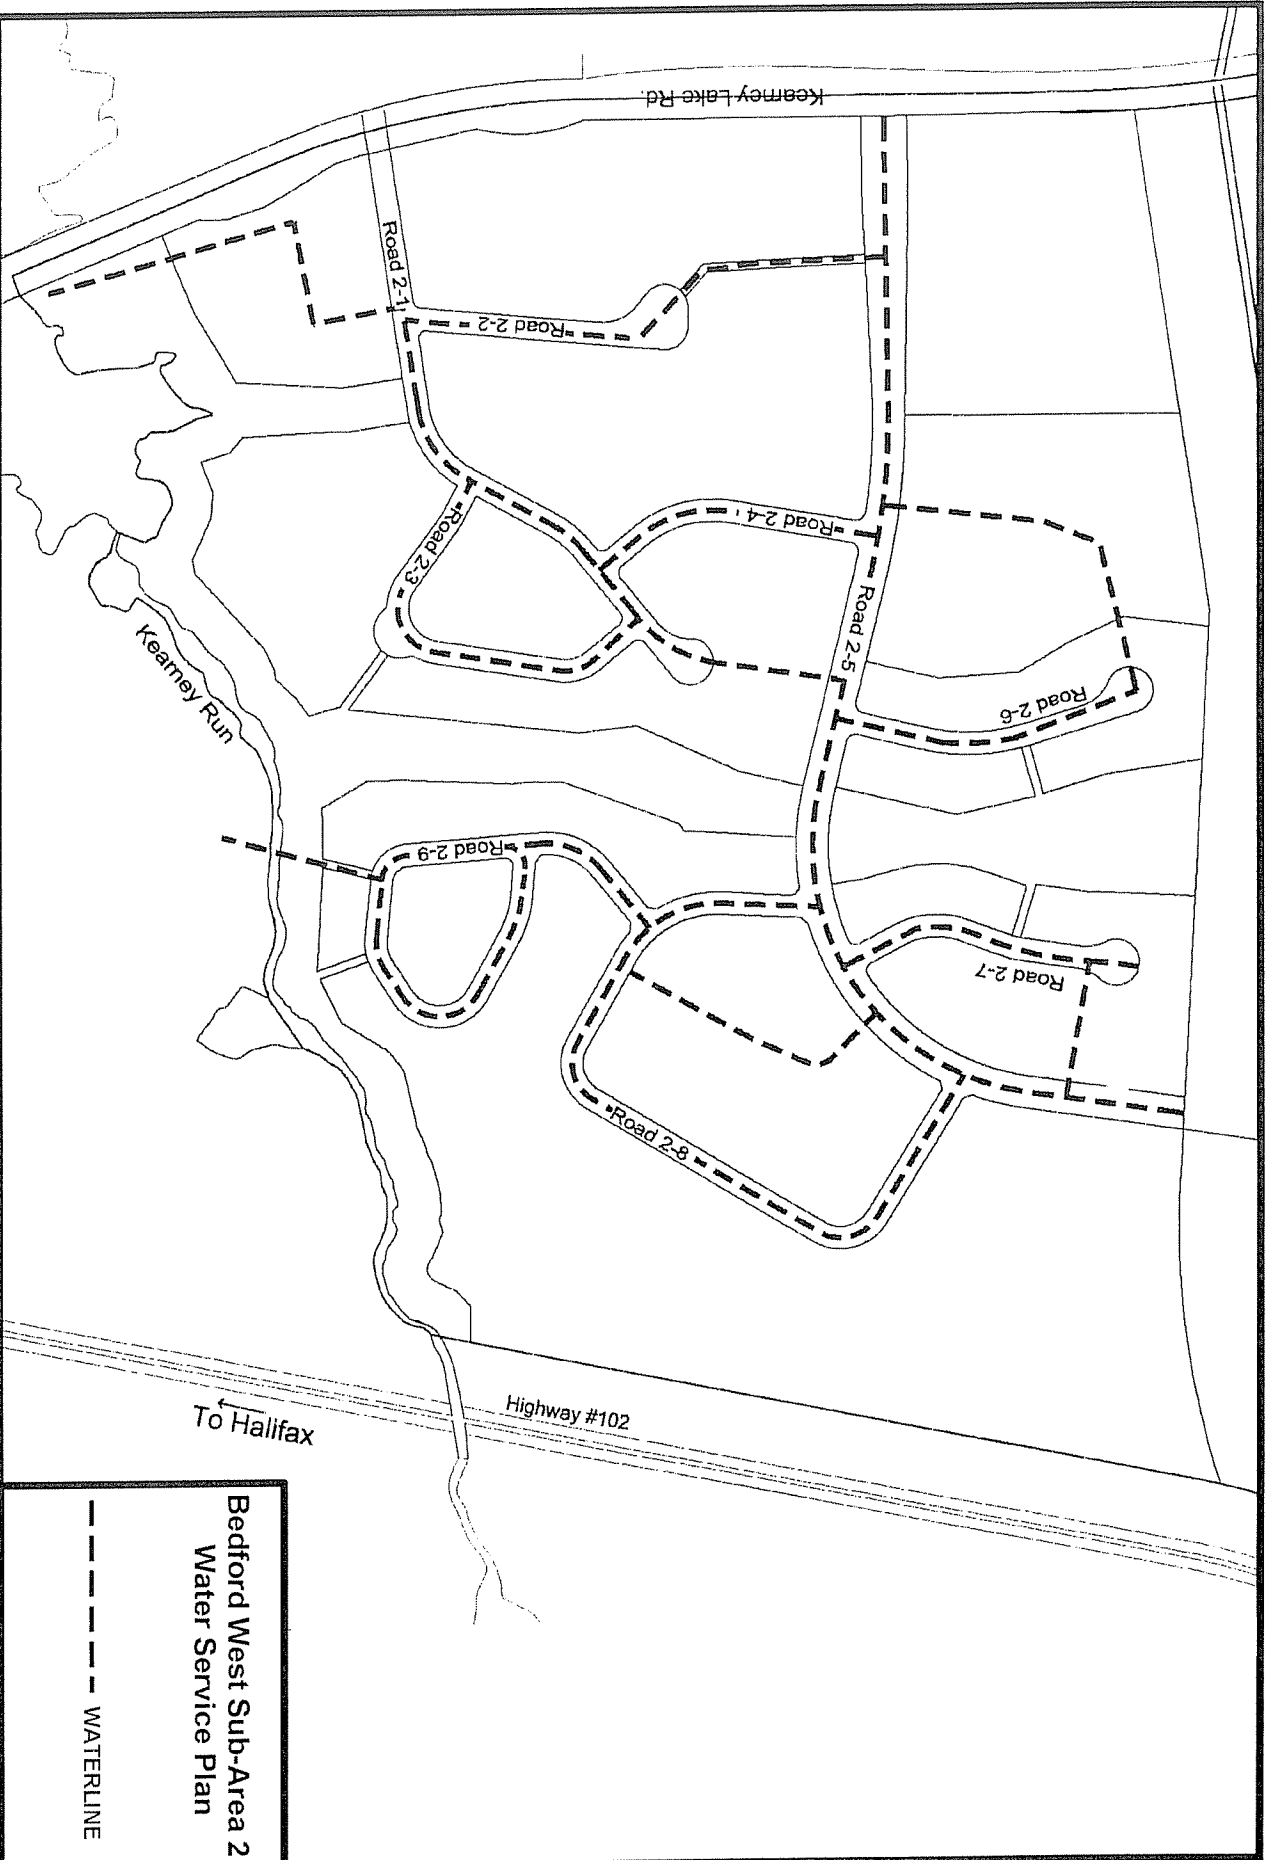 Kearney Lake Rd.
Road 2-1
Road 2-2
Road 2-3
Road 2-4
Road 2-5
Road 2-6
Road 2-7
Road 2-8
Road 2-9
Kearney Run
Highway #102
To Halifax
Bedford West Sub-Area 2
Water Service Plan
WATERLINE